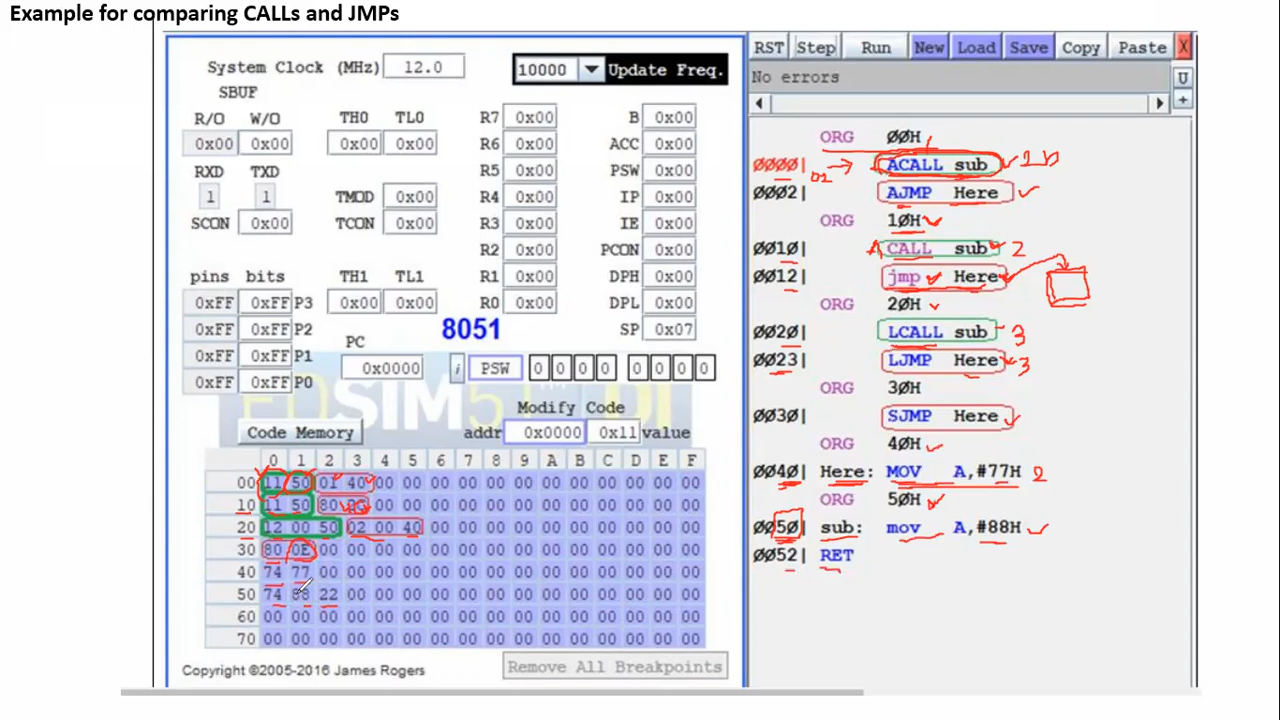 Example for comparing CALLs and JMPs
System Clock (MHz) 12.0
10000 Update Freq.
SBUF
R/O W/O TH0 TL0 R7 0x00 B 0x00
0x00 0x00 0x00 0x00 R6 0x00 ACC 0x00
RXD TXD R5 0x00 PSW 0x00
1 1 TMOD 0x00 R4 0x00 IP 0x00
SCON 0x00 TCON 0x00 R3 0x00 IE 0x00
R2 0x00 PCON 0x00
pins bits TH1 TL1 R1 0x00 DPH 0x00
0xFF 0xFF P3 0x00 0x00 R0 0x00 DPL 0x00
0xFF 0xFF P2 8051 SP 0x07
0xFF 0xFF P1 PC
0xFF 0xFF P0 0x0000 i PSW 0 0 0 0 0 0 0 0
EDSIM51DI
Modify Code
Code Memory addr 0x0000 0x11 value
0 1 2 3 4 5 6 7 8 9 A B C D E F
00 11 50 01 40 00 00 00 00 00 00 00 00 00 00 00 00
10 11 50 80 00 00 00 00 00 00 00 00 00 00 00 00
20 12 00 50 02 00 40 00 00 00 00 00 00 00 00 00 00
30 80 0E 00 00 00 00 00 00 00 00 00 00 00 00 00 00
40 74 77 00 00 00 00 00 00 00 00 00 00 00 00 00 00
50 74 88 22 00 00 00 00 00 00 00 00 00 00 00 00 00
60 00 00 00 00 00 00 00 00 00 00 00 00 00 00 00 00
70 00 00 00 00 00 00 00 00 00 00 00 00 00 00 00 00
Copyright ©2005-2016 James Rogers Remove All Breakpoints
RST Step Run New Load Save Copy Paste X
No errors U
+
ORG 00H
0000| ACALL sub
0002| AJMP Here
ORG 10H
0010| A CALL sub 2
0012| jmp Here
ORG 20H
0020| LCALL sub 3
0023| LJMP Here 3
ORG 30H
0030| SJMP Here
ORG 40H
0040| Here: MOV A,#77H 2
ORG 50H
0050| sub: mov A,#88H
0052| RET